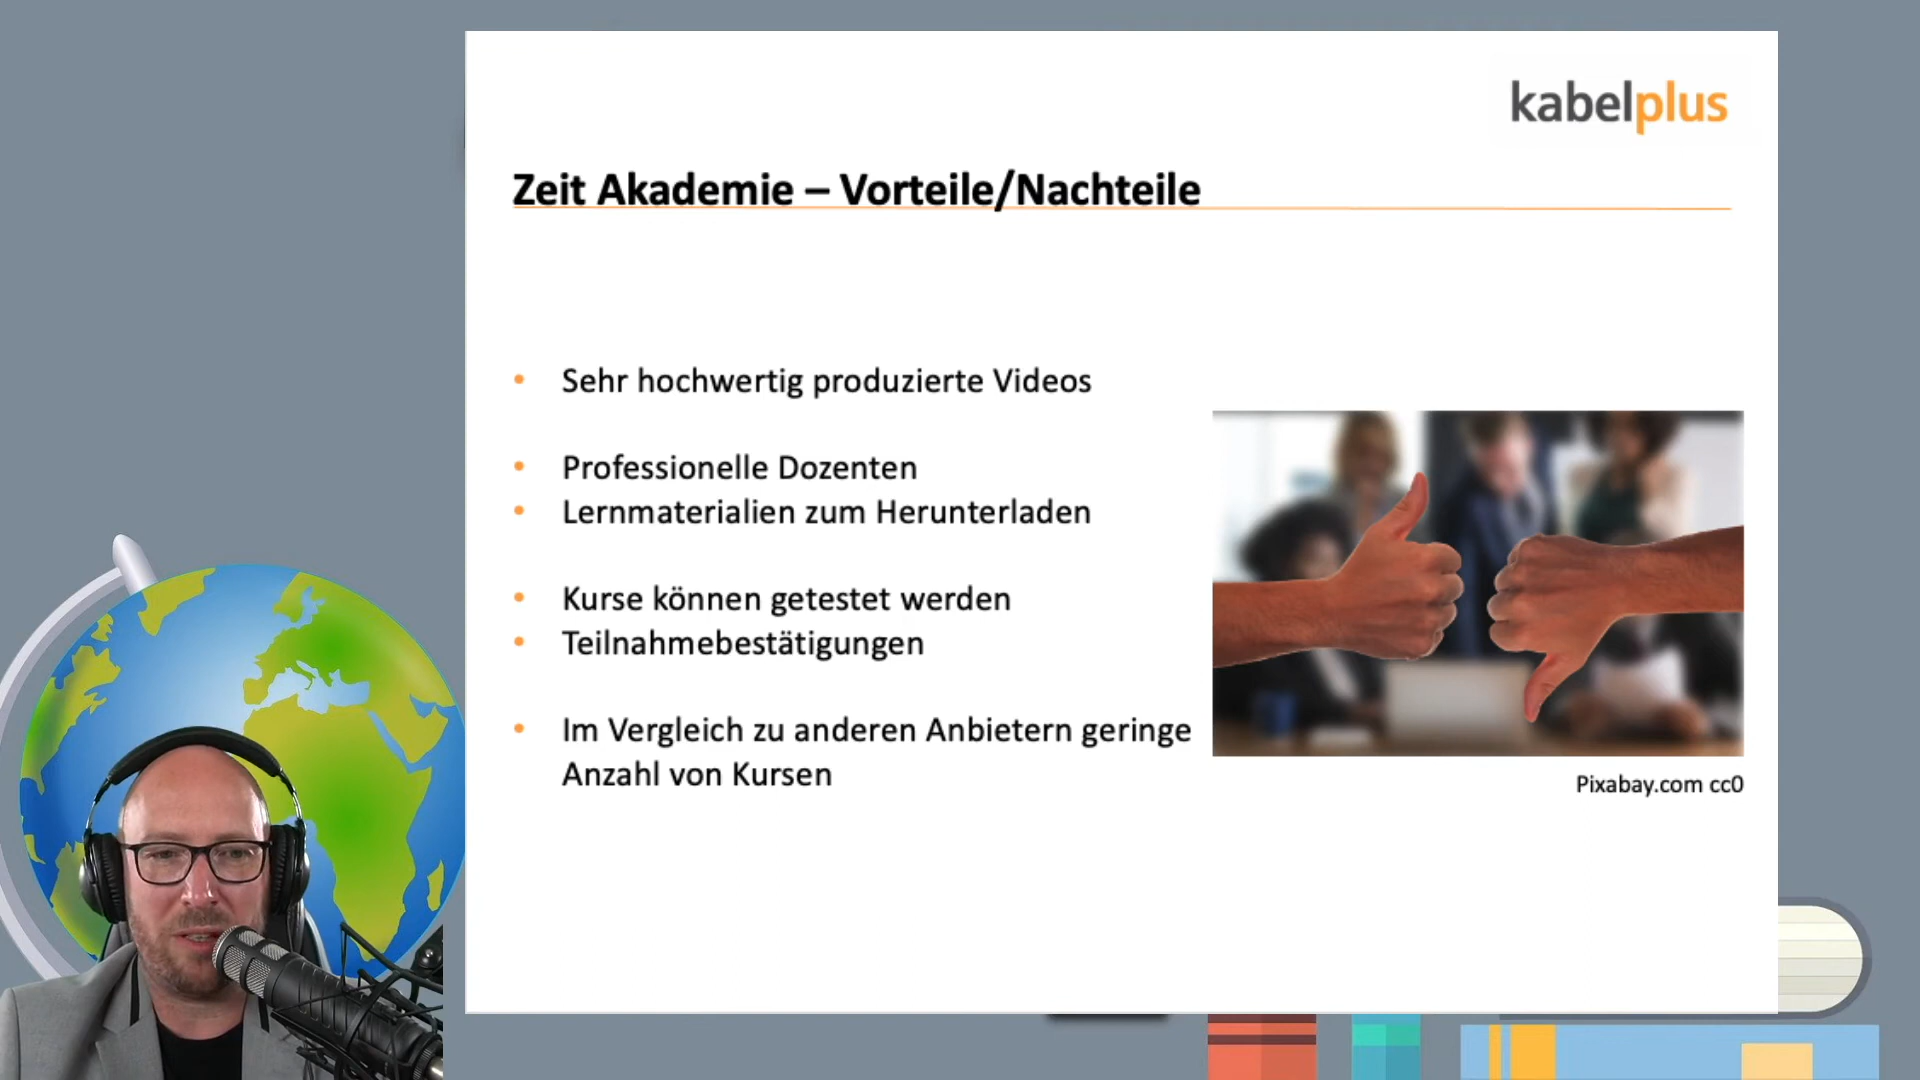 kabelplus
Zeit Akademie – Vorteile/Nachteile
• Sehr hochwertig produzierte Videos
• Professionelle Dozenten
• Lernmaterialien zum Herunterladen
• Kurse können getestet werden
• Teilnahmebestätigungen
• Im Vergleich zu anderen Anbietern geringe
Anzahl von Kursen
Pixabay.com cc0